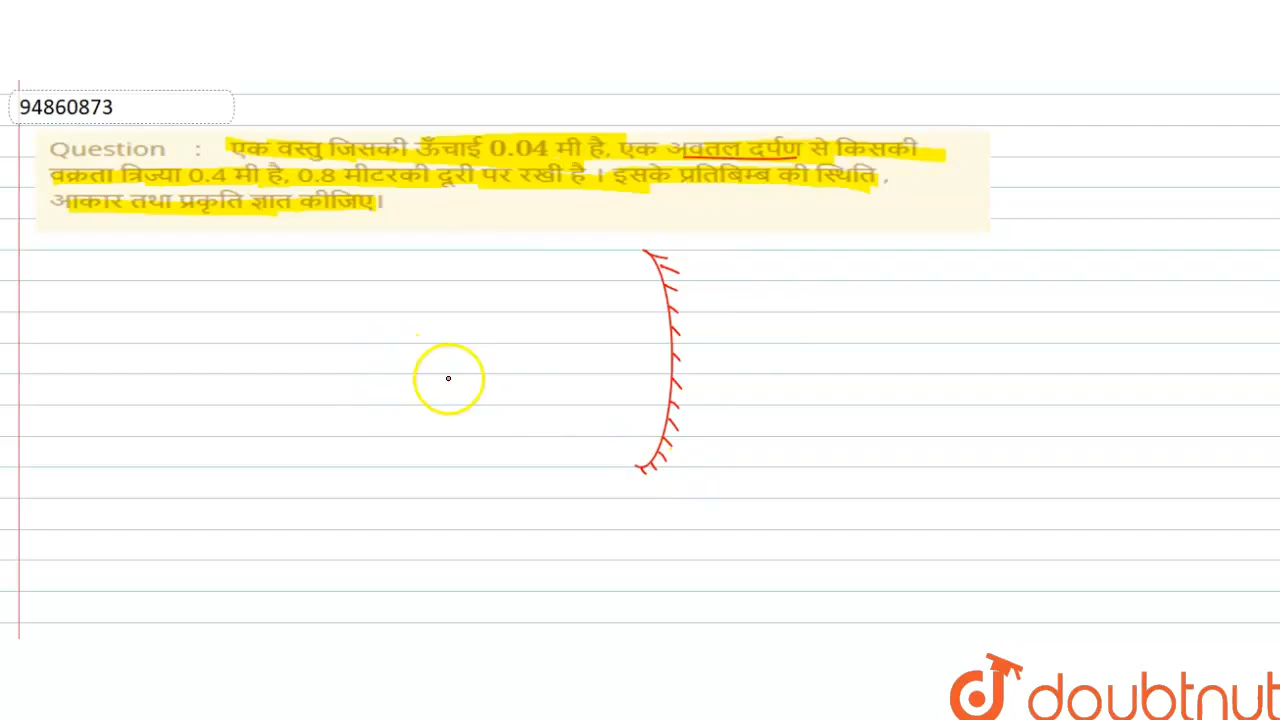 94860873
Question : एक वस्तु जिसकी ऊँचाई 0.04 मी है, एक अवतल दर्पण से किसकी
वक्रता त्रिज्या 0.4 मी है, 0.8 मीटरकी दूरी पर रखी है । इसके प्रतिबिम्ब की स्थिति ,
आकार तथा प्रकृति ज्ञात कीजिए।
doubtnut